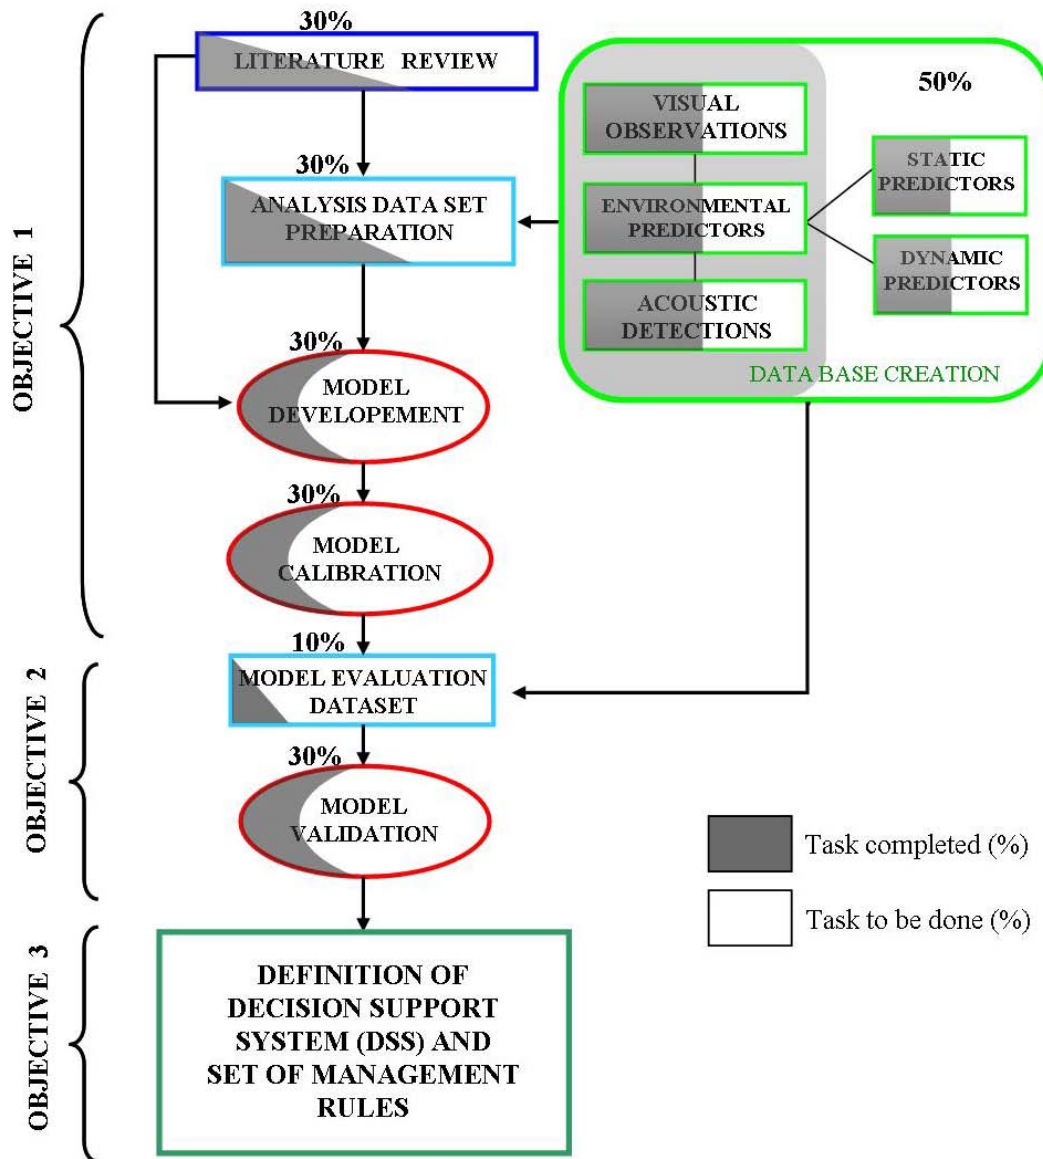 OBJECTIVE 1
30%
LITERATURE REVIEW
30%
ANALYSIS DATA SET
PREPARATION
30%
MODEL
DEVELOPEMENT
30%
MODEL
CALIBRATION
50%
VISUAL
OBSERVATIONS
ENVIRONMENTAL
PREDICTORS
ACOUSTIC
DETECTIONS
STATIC
PREDICTORS
DYNAMIC
PREDICTORS
DATA BASE CREATION
OBJECTIVE 2
10%
MODEL EVALUATION
DATASET
30%
MODEL
VALIDATION
Task completed (%)
Task to be done (%)
OBJECTIVE 3
DEFINITION OF
DECISION SUPPORT
SYSTEM (DSS) AND
SET OF MANAGEMENT
RULES